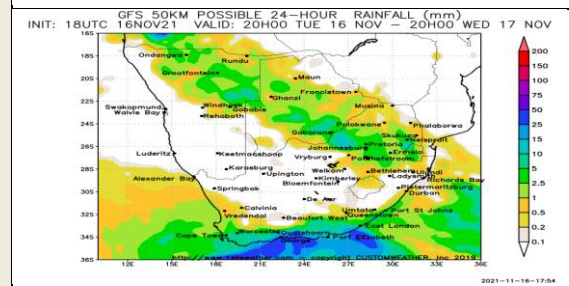 GFS 50KM POSSIBLE 24-HOUR RAINFALL (mm)
INIT: 18UTC 16NOV21 VALID: 20H00 TUE 16 NOV - 20H00 WED 17 NOV
16S
18S
20S
22S
24S
26S
28S
30S
32S
34S
36S
Ondangwa
Rundu
Grootfontein
Maun
Francistown
Ghanzi
Musina
Windhoek
Gobabis
Swakopmund
Walvis Bay
Rehoboth
Polokwane
Phalaborwa
Gaborone
Skukuza
Pretoria
Nelspruit
Johannesburg
Ermelo
Luderitz
Keetmanshoop
Vryburg
Potchefstroom
Karasburg
Welkom
Bethlehem
Ulundi
Alexander Bay
Upington
Kimberley
Ladysmith
Richards Bay
Bloemfontein
Springbok
Pietermaritzburg
Durban
De Aar
Calvinia
Umtata
Port St Johns
Vredendal
Beaufort West
Queenstown
East London
Worcester
Oudtshoorn
Cape Town
George
Port Elizabeth
copyright CUSTOMWEATHER, Inc 2019
12E 15E 18E 21E 24E 27E 30E 33E 36E
200
150
100
75
50
25
15
10
5
2.5
1
0.5
0.2
0.1
2021-11-16-17:54